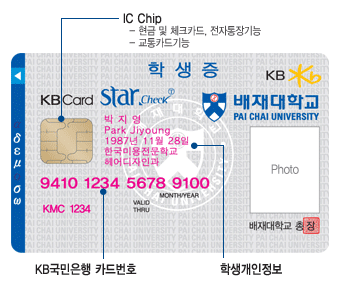 IC Chip
- 현금 및 체크카드, 전자통장기능
- 교통카드기능
학생증
KB
KB Card star Check
배재대학교
PAI CHAI UNIVERSITY
박 지 영
Park Jiyoung
1987년 11월 28일
한국미용전문학교
헤어디자인과
Photo
9410 1234 5678 9100
MONTH/YEAR
KMC 1234
VALID
THRU
배재대학교 총장
KB국민은행 카드번호
학생개인정보